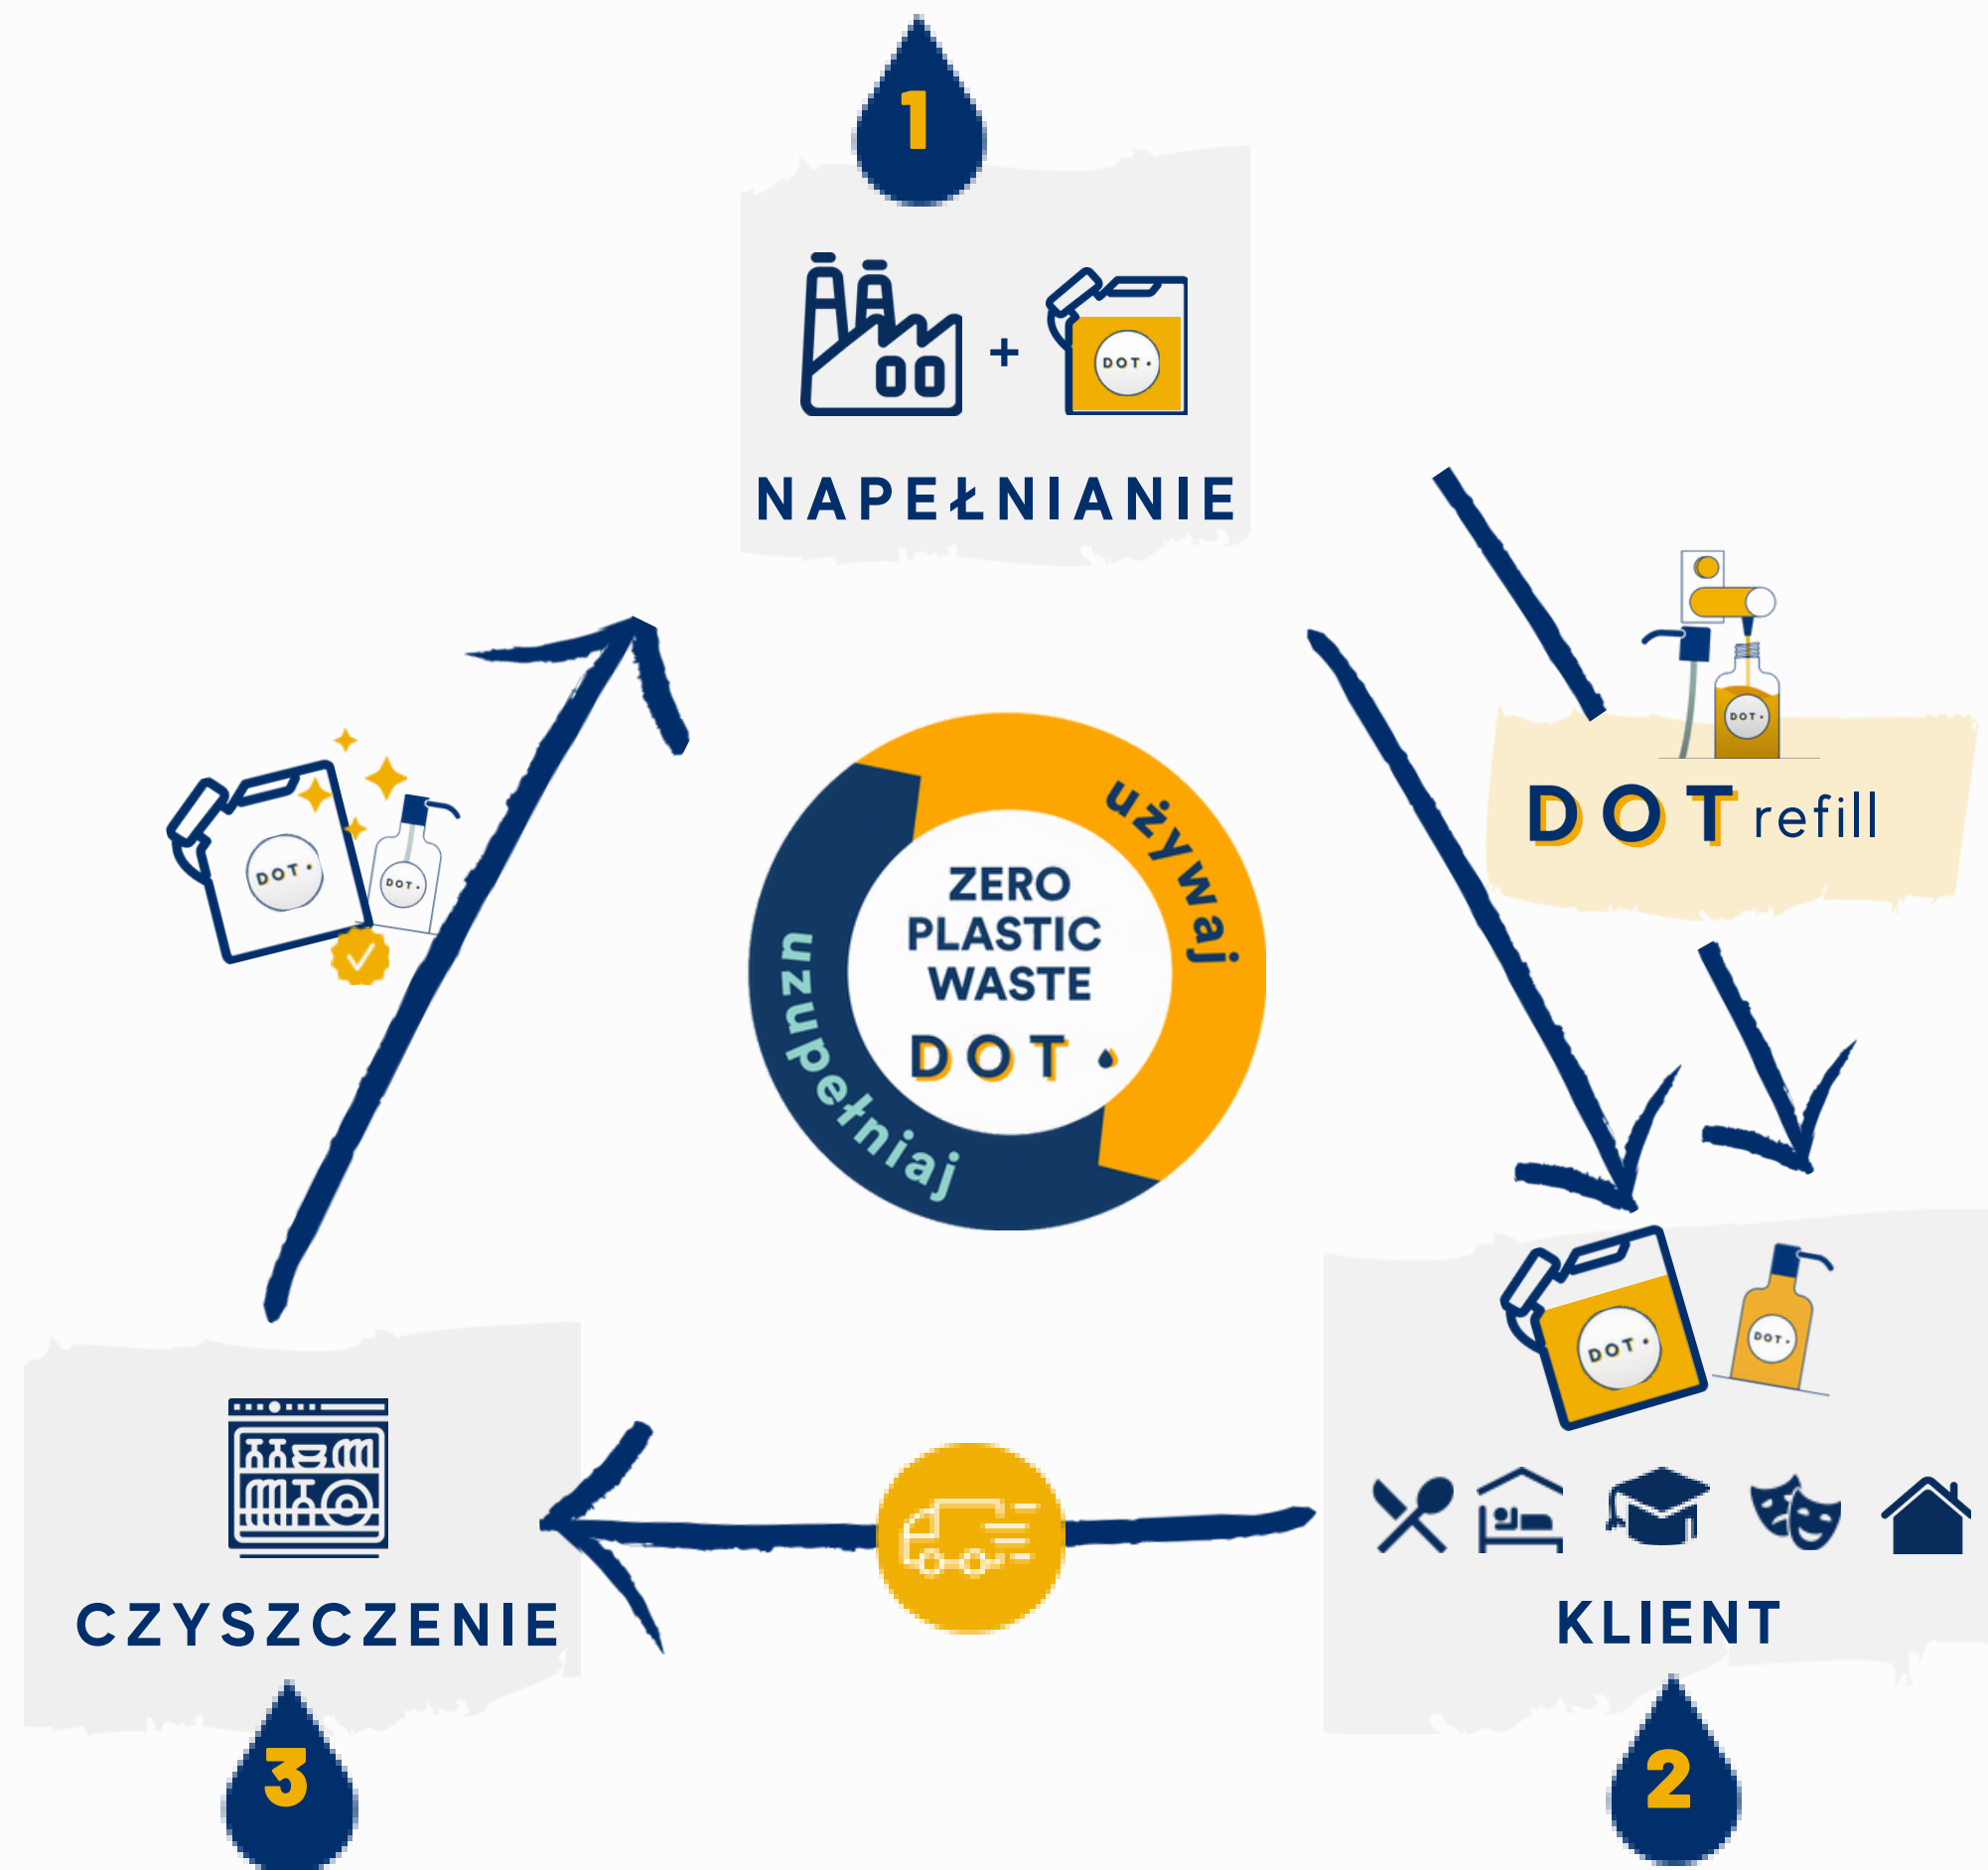 1
+
DOT
NAPEŁNIANIE
DOT
DOT refill
DOT
DOT
używaj
ZERO
PLASTIC
WASTE
DOT
uzupełniaj
DOT
DOT
CZYSZCZENIE
KLIENT
3
2